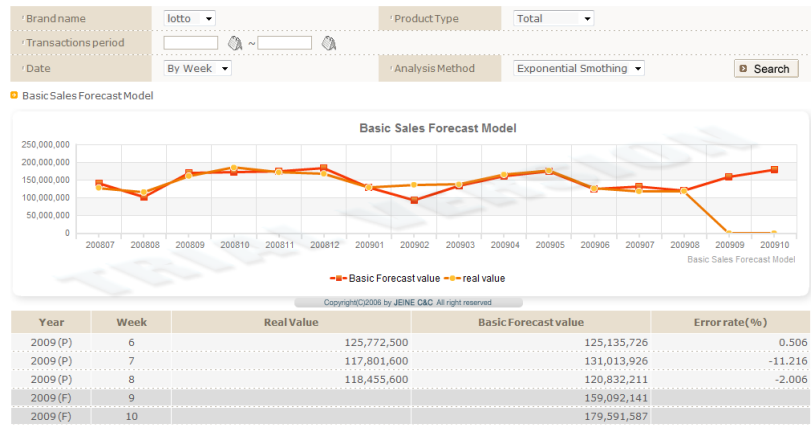 Brand name lotto Product Type Total
Transactions period ~
Date By Week Analysis Method Exponential Smothing Search
Basic Sales Forecast Model
Basic Sales Forecast Model
250,000,000
200,000,000
150,000,000
100,000,000
50,000,000
0
200807 200808 200809 200810 200811 200812 200901 200902 200903 200904 200905 200906 200907 200908 200909 200910
Basic Sales Forecast Model
Basic Forecast value real value
TRIAL VERSION
Copyright(C)2006 by JEINE C&C All right reserved
Year Week Real Value Basic Forecast value Error rate(%)
2009 (P) 6 125,772,500 125,135,726 0.506
2009 (P) 7 117,801,600 131,013,926 -11.216
2009 (P) 8 118,455,600 120,832,211 -2.006
2009 (F) 9 159,092,141
2009 (F) 10 179,591,587